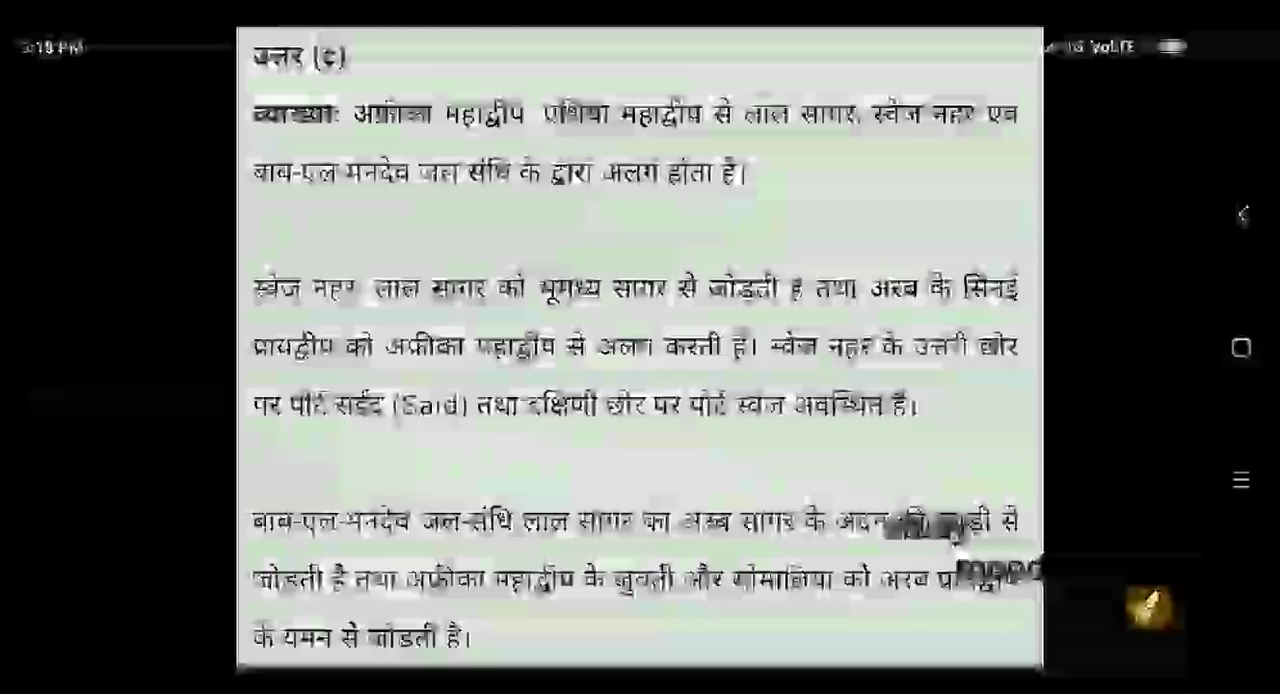 उत्तर (c)
व्याख्या: अफ्रीका महाद्वीप एशिया महाद्वीप से लाल सागर, स्वेज नहर एवं
बाब-एल-मनदेब जल संधि के द्वारा अलग होता है।
स्वेज नहर लाल सागर को भूमध्य सागर से जोड़ती है तथा अरब के सिनाई
प्रायद्वीप को अफ्रीका महाद्वीप से अलग करती है। स्वेज नहर के उत्तरी छोर
पर पोर्ट सईद (Said) तथा दक्षिणी छोर पर पोर्ट स्वेज अवस्थित है।
बाब-एल-मनदेब जल-संधि लाल सागर को अरब सागर के अदन की खाड़ी से
जोड़ती है तथा अफ्रीका महाद्वीप के जुबती और सोमालिया को अरब
के यमन से जोड़ती है।